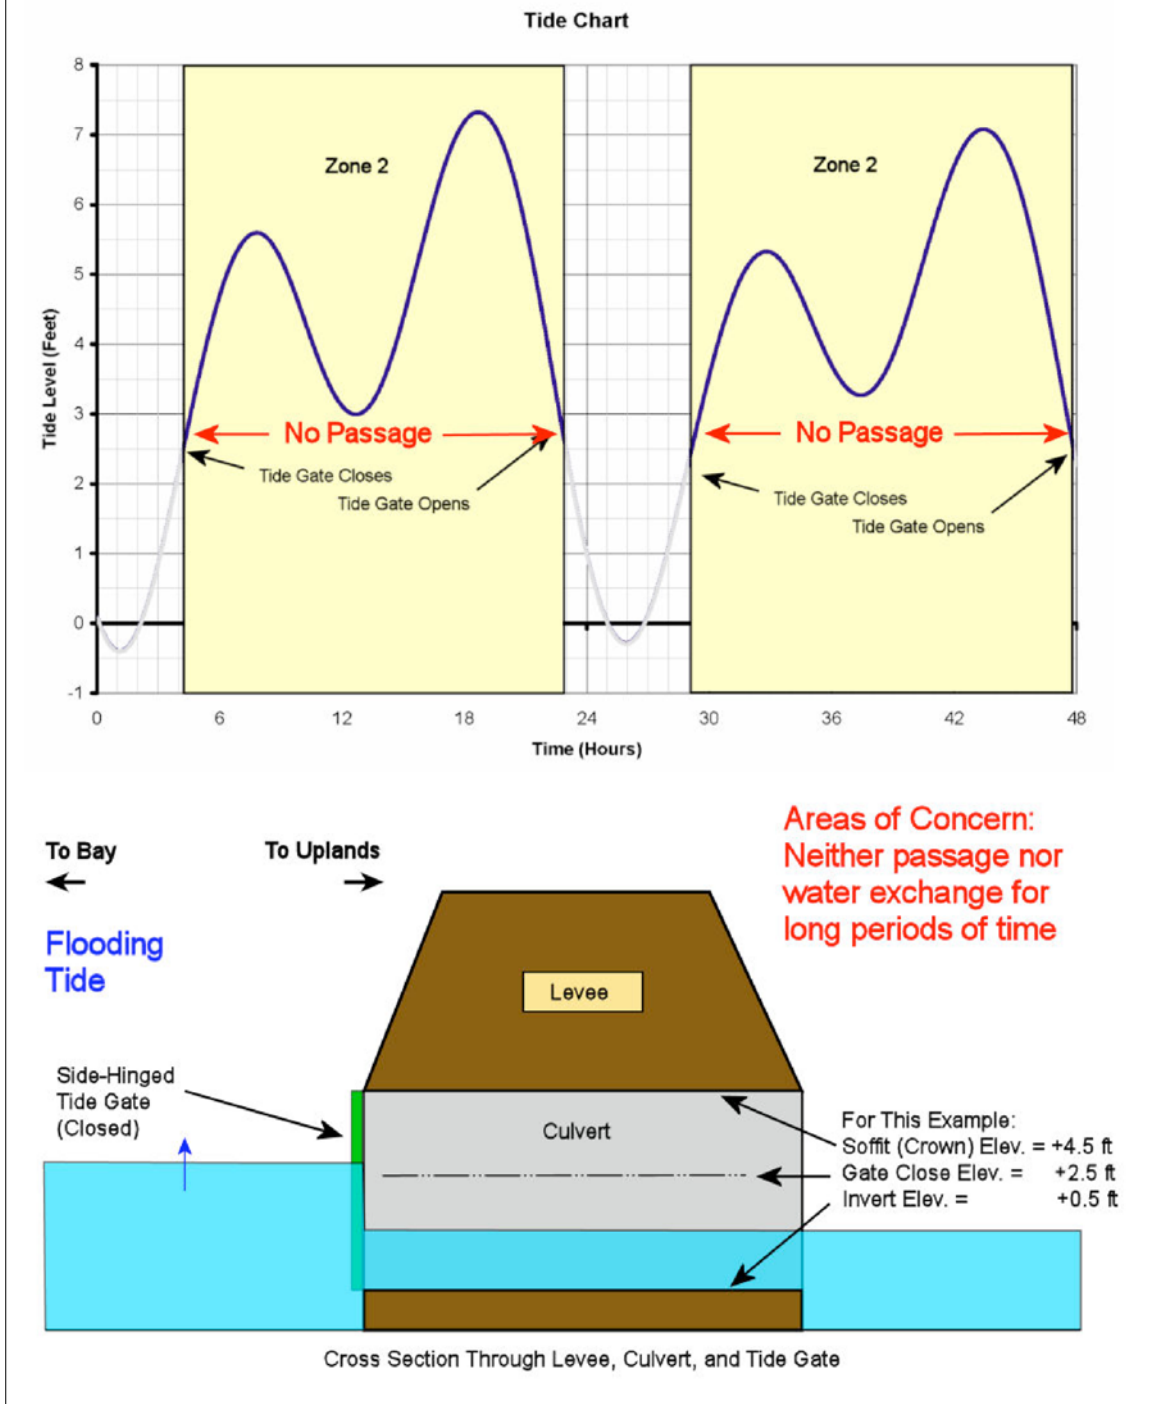 Tide Chart
8
7
6
5
4
3
2
1
0
-1
Tide Level (Feet)
Zone 2
Zone 2
No Passage
No Passage
Tide Gate Closes
Tide Gate Opens
Tide Gate Closes
Tide Gate Opens
0 6 12 18 24 30 36 42 48
Time (Hours)
Areas of Concern:
Neither passage nor
water exchange for
long periods of time
To Bay
To Uplands
Flooding
Tide
Levee
Side-Hinged
Tide Gate
(Closed)
Culvert
For This Example:
Soffit (Crown) Elev. = +4.5 ft
Gate Close Elev. = +2.5 ft
Invert Elev. = +0.5 ft
Cross Section Through Levee, Culvert, and Tide Gate